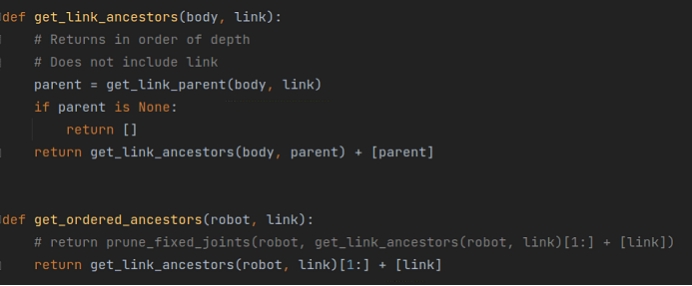 def get_link_ancestors(body, link):
    # Returns in order of depth
    # Does not include link
    parent = get_link_parent(body, link)
    if parent is None:
        return []
    return get_link_ancestors(body, parent) + [parent]
def get_ordered_ancestors(robot, link):
    # return prune_fixed_joints(robot, get_link_ancestors(robot, link)[1:] + [link])
    return get_link_ancestors(robot, link)[1:] + [link]